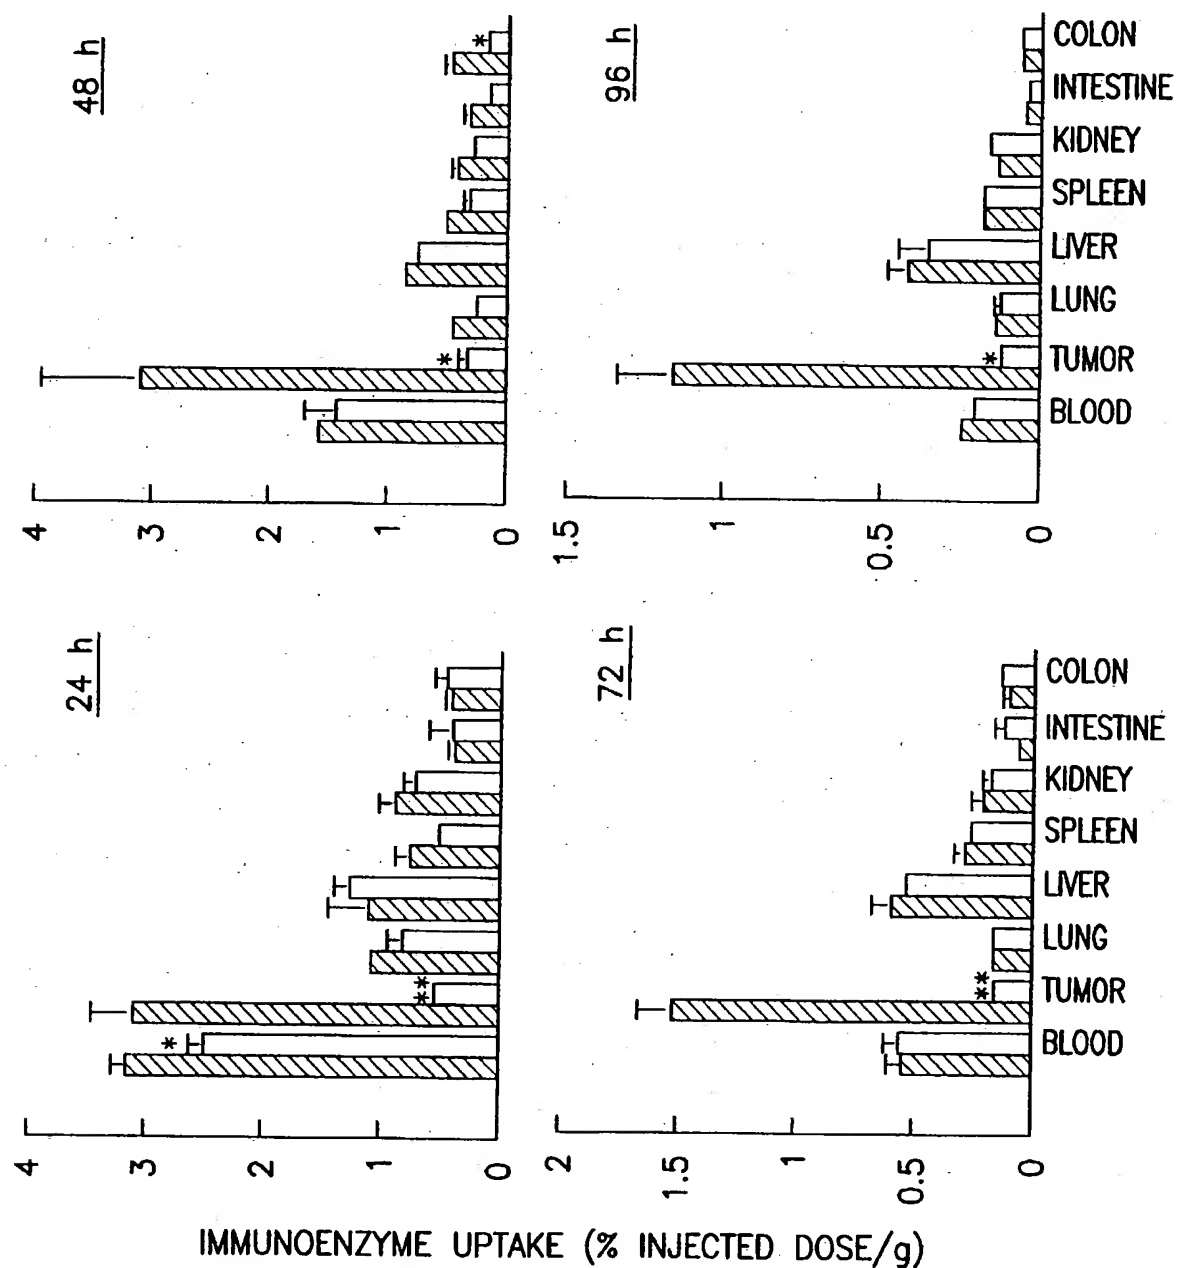 48 h
4
3
2
1
0
*
*
96 h
1.5
1
0.5
0
*
COLON
INTESTINE
KIDNEY
SPLEEN
LIVER
LUNG
TUMOR
BLOOD
24 h
4
3
2
1
0
*
**
72 h
2
1.5
1
0.5
0
**
COLON
INTESTINE
KIDNEY
SPLEEN
LIVER
LUNG
TUMOR
BLOOD
IMMUNOENZYME UPTAKE (% INJECTED DOSE/g)